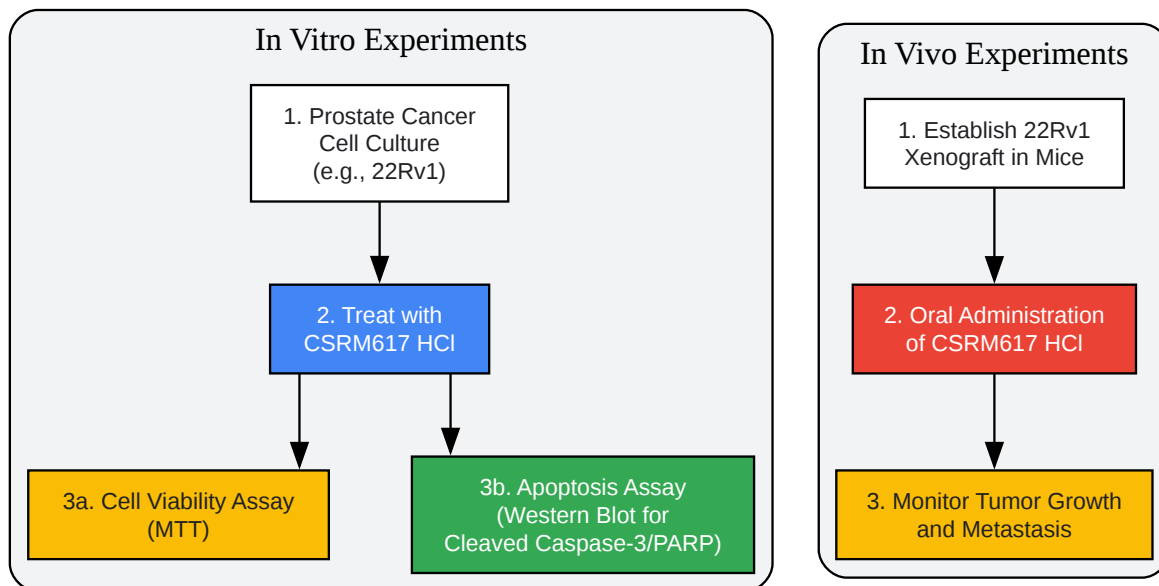 In Vitro Experiments
1. Prostate Cancer
Cell Culture
(e.g., 22Rv1)
2. Treat with
CSRM617 HCl
3a. Cell Viability Assay
(MTT)
3b. Apoptosis Assay
(Western Blot for
Cleaved Caspase-3/PARP)
In Vivo Experiments
1. Establish 22Rv1
Xenograft in Mice
2. Oral Administration
of CSRM617 HCl
3. Monitor Tumor Growth
and Metastasis